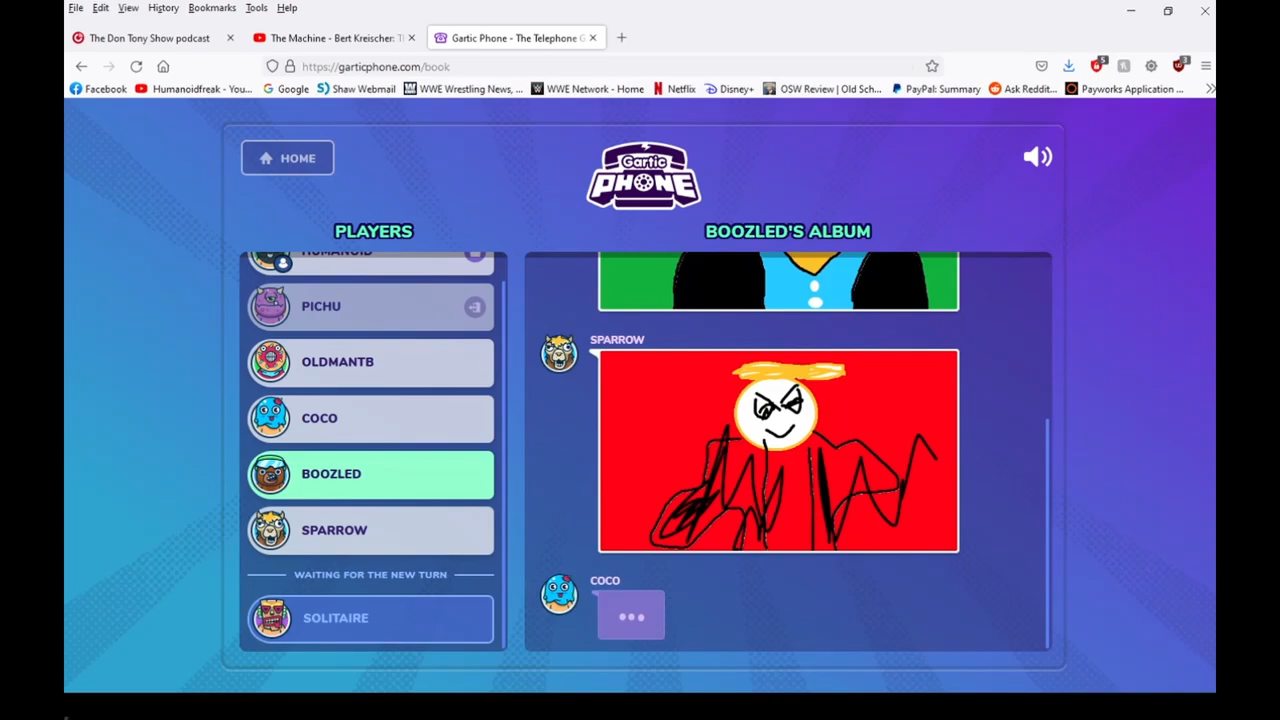 File Edit View History Bookmarks Tools Help
The Don Tony Show podcast
The Machine - Bert Kreischer: T
Gartic Phone - The Telephone G
https://garticphone.com/book
5
3
Facebook
Humanoidfreak - You...
Google
Shaw Webmail
WWE Wrestling News, ...
WWE Network - Home
Netflix
Disney+
OSW Review | Old Sch...
PayPal: Summary
Ask Reddit...
Payworks Application ...
HOME
Gartic
PHONE
PLAYERS
BOOZLED'S ALBUM
HUMANOID
PICHU
OLDMANTB
COCO
BOOZLED
SPARROW
WAITING FOR THE NEW TURN
SOLITAIRE
SPARROW
COCO